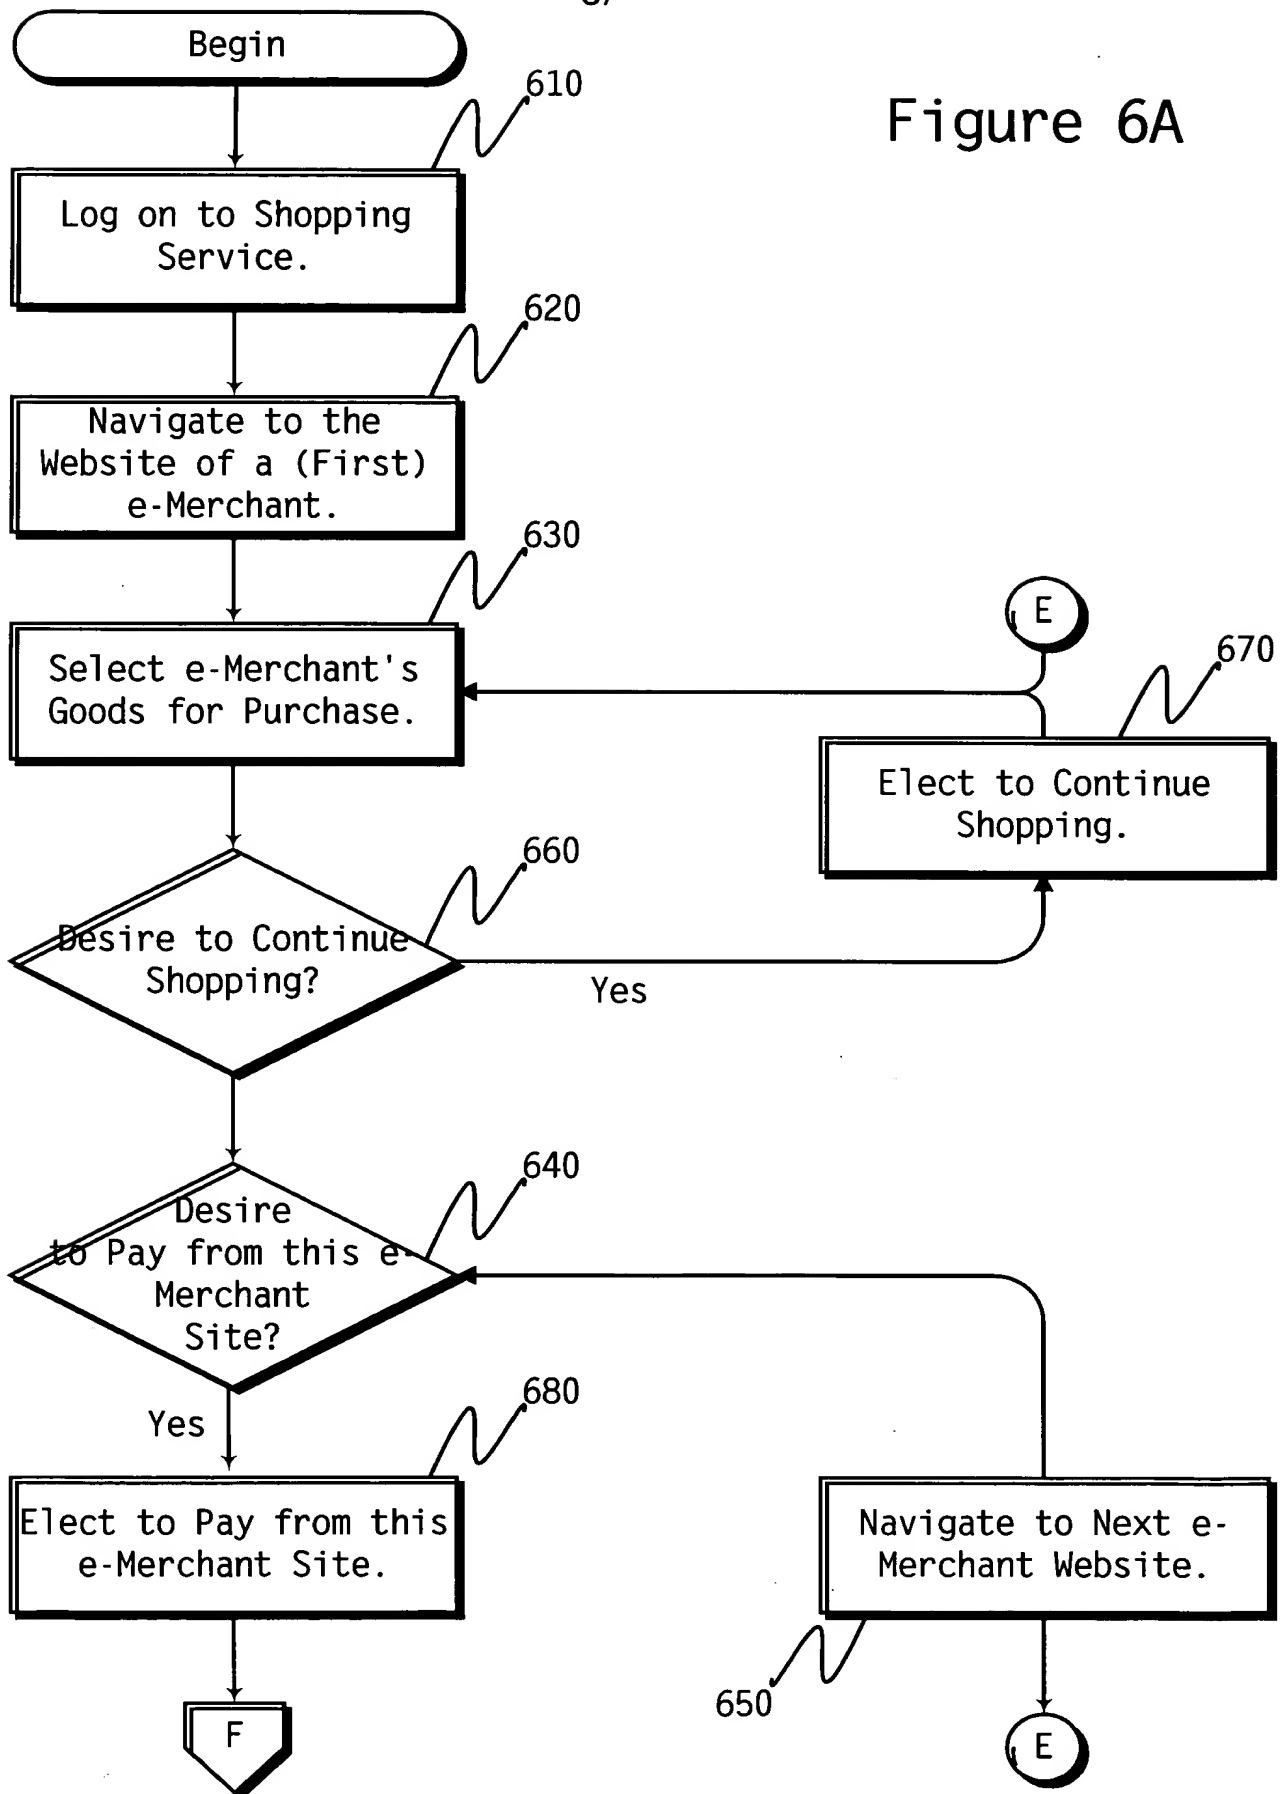 Begin
610
Figure 6A
Log on to Shopping
Service.
620
Navigate to the
Website of a (First)
e-Merchant.
630
Select e-Merchant's
Goods for Purchase.
E
670
Elect to Continue
Shopping.
660
Desire to Continue
Shopping?
Yes
640
Desire
to Pay from this e-
Merchant
Site?
Yes
680
Elect to Pay from this
e-Merchant Site.
Navigate to Next e-
Merchant Website.
650
F
E